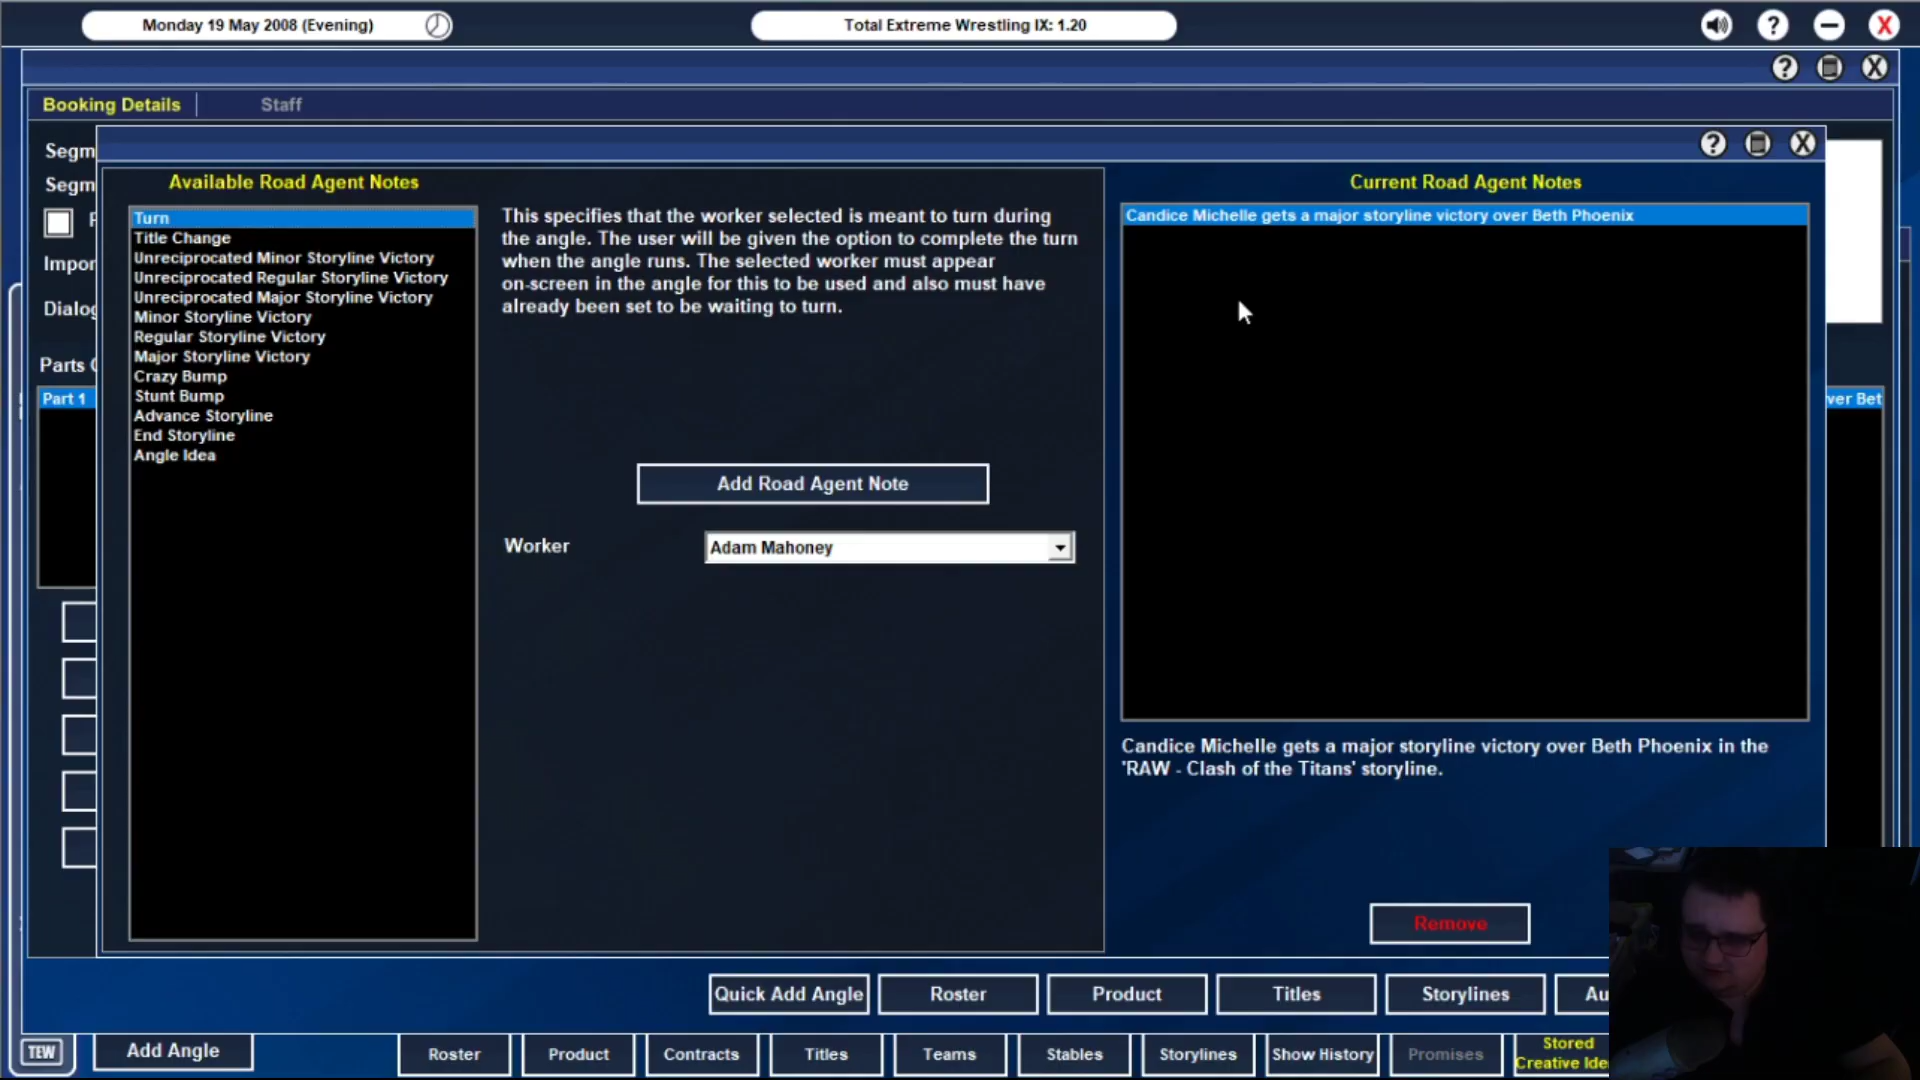 Monday 19 May 2008 (Evening)
Total Extreme Wrestling IX: 1.20
Booking Details
Staff
Segm
Segm
Impor
Dialog
Parts
Part 1
Available Road Agent Notes
Turn
Title Change
Unreciprocated Minor Storyline Victory
Unreciprocated Regular Storyline Victory
Unreciprocated Major Storyline Victory
Minor Storyline Victory
Regular Storyline Victory
Major Storyline Victory
Crazy Bump
Stunt Bump
Advance Storyline
End Storyline
Angle Idea
This specifies that the worker selected is meant to turn during
the angle. The user will be given the option to complete the turn
when the angle runs. The selected worker must appear
on-screen in the angle for this to be used and also must have
already been set to be waiting to turn.
Add Road Agent Note
Worker
Adam Mahoney
Current Road Agent Notes
Candice Michelle gets a major storyline victory over Beth Phoenix
ver Bet
Candice Michelle gets a major storyline victory over Beth Phoenix in the
'RAW - Clash of the Titans' storyline.
Remove
Quick Add Angle
Roster
Product
Titles
Storylines
Au
TEW
Add Angle
Roster
Product
Contracts
Titles
Teams
Stables
Storylines
Show History
Promises
Stored
Creative Ide